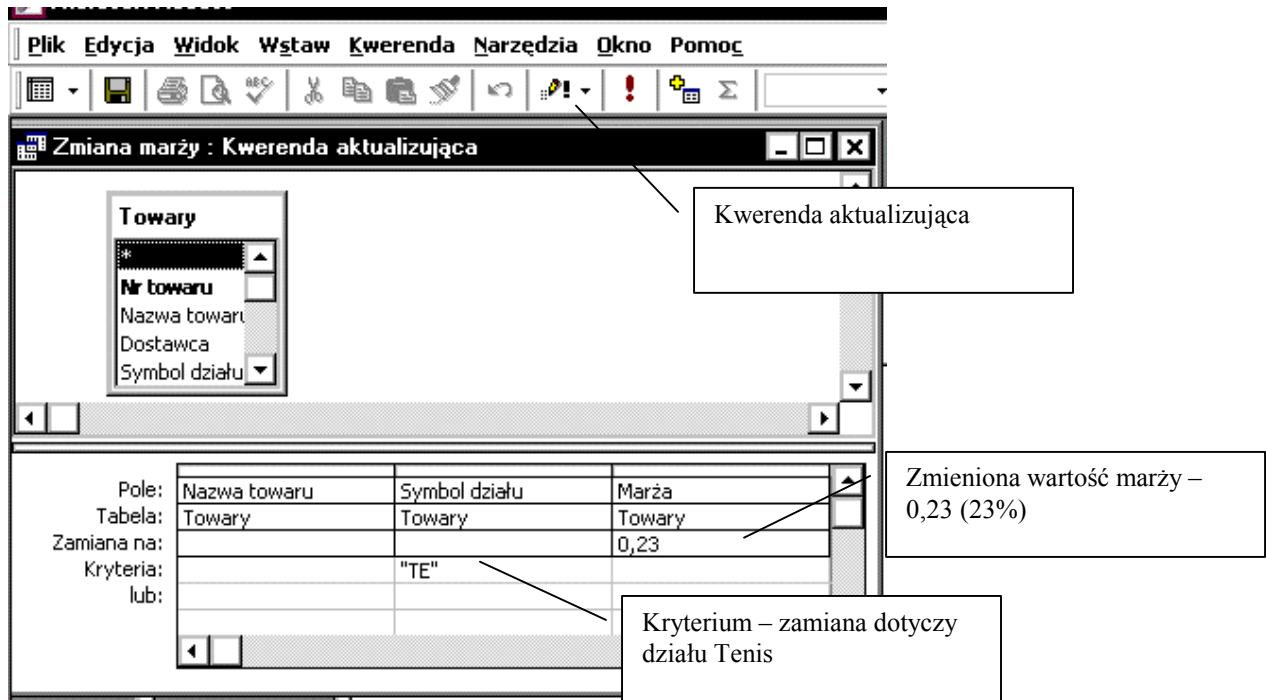 Plik Edycja Widok Wstaw Kwerenda Narzędzia Okno Pomoc
ABC
Zmiana marży : Kwerenda aktualizująca
Kwerenda aktualizująca
Towary
*
Nr towaru
Nazwa towaru
Dostawca
Symbol działu
Zmieniona wartość marży –
0,23 (23%)
Pole: Nazwa towaru Symbol działu Marża
Tabela: Towary Towary Towary
Zamiana na: 0,23
Kryteria: "TE"
lub:
Kryterium – zamiana dotyczy
działu Tenis